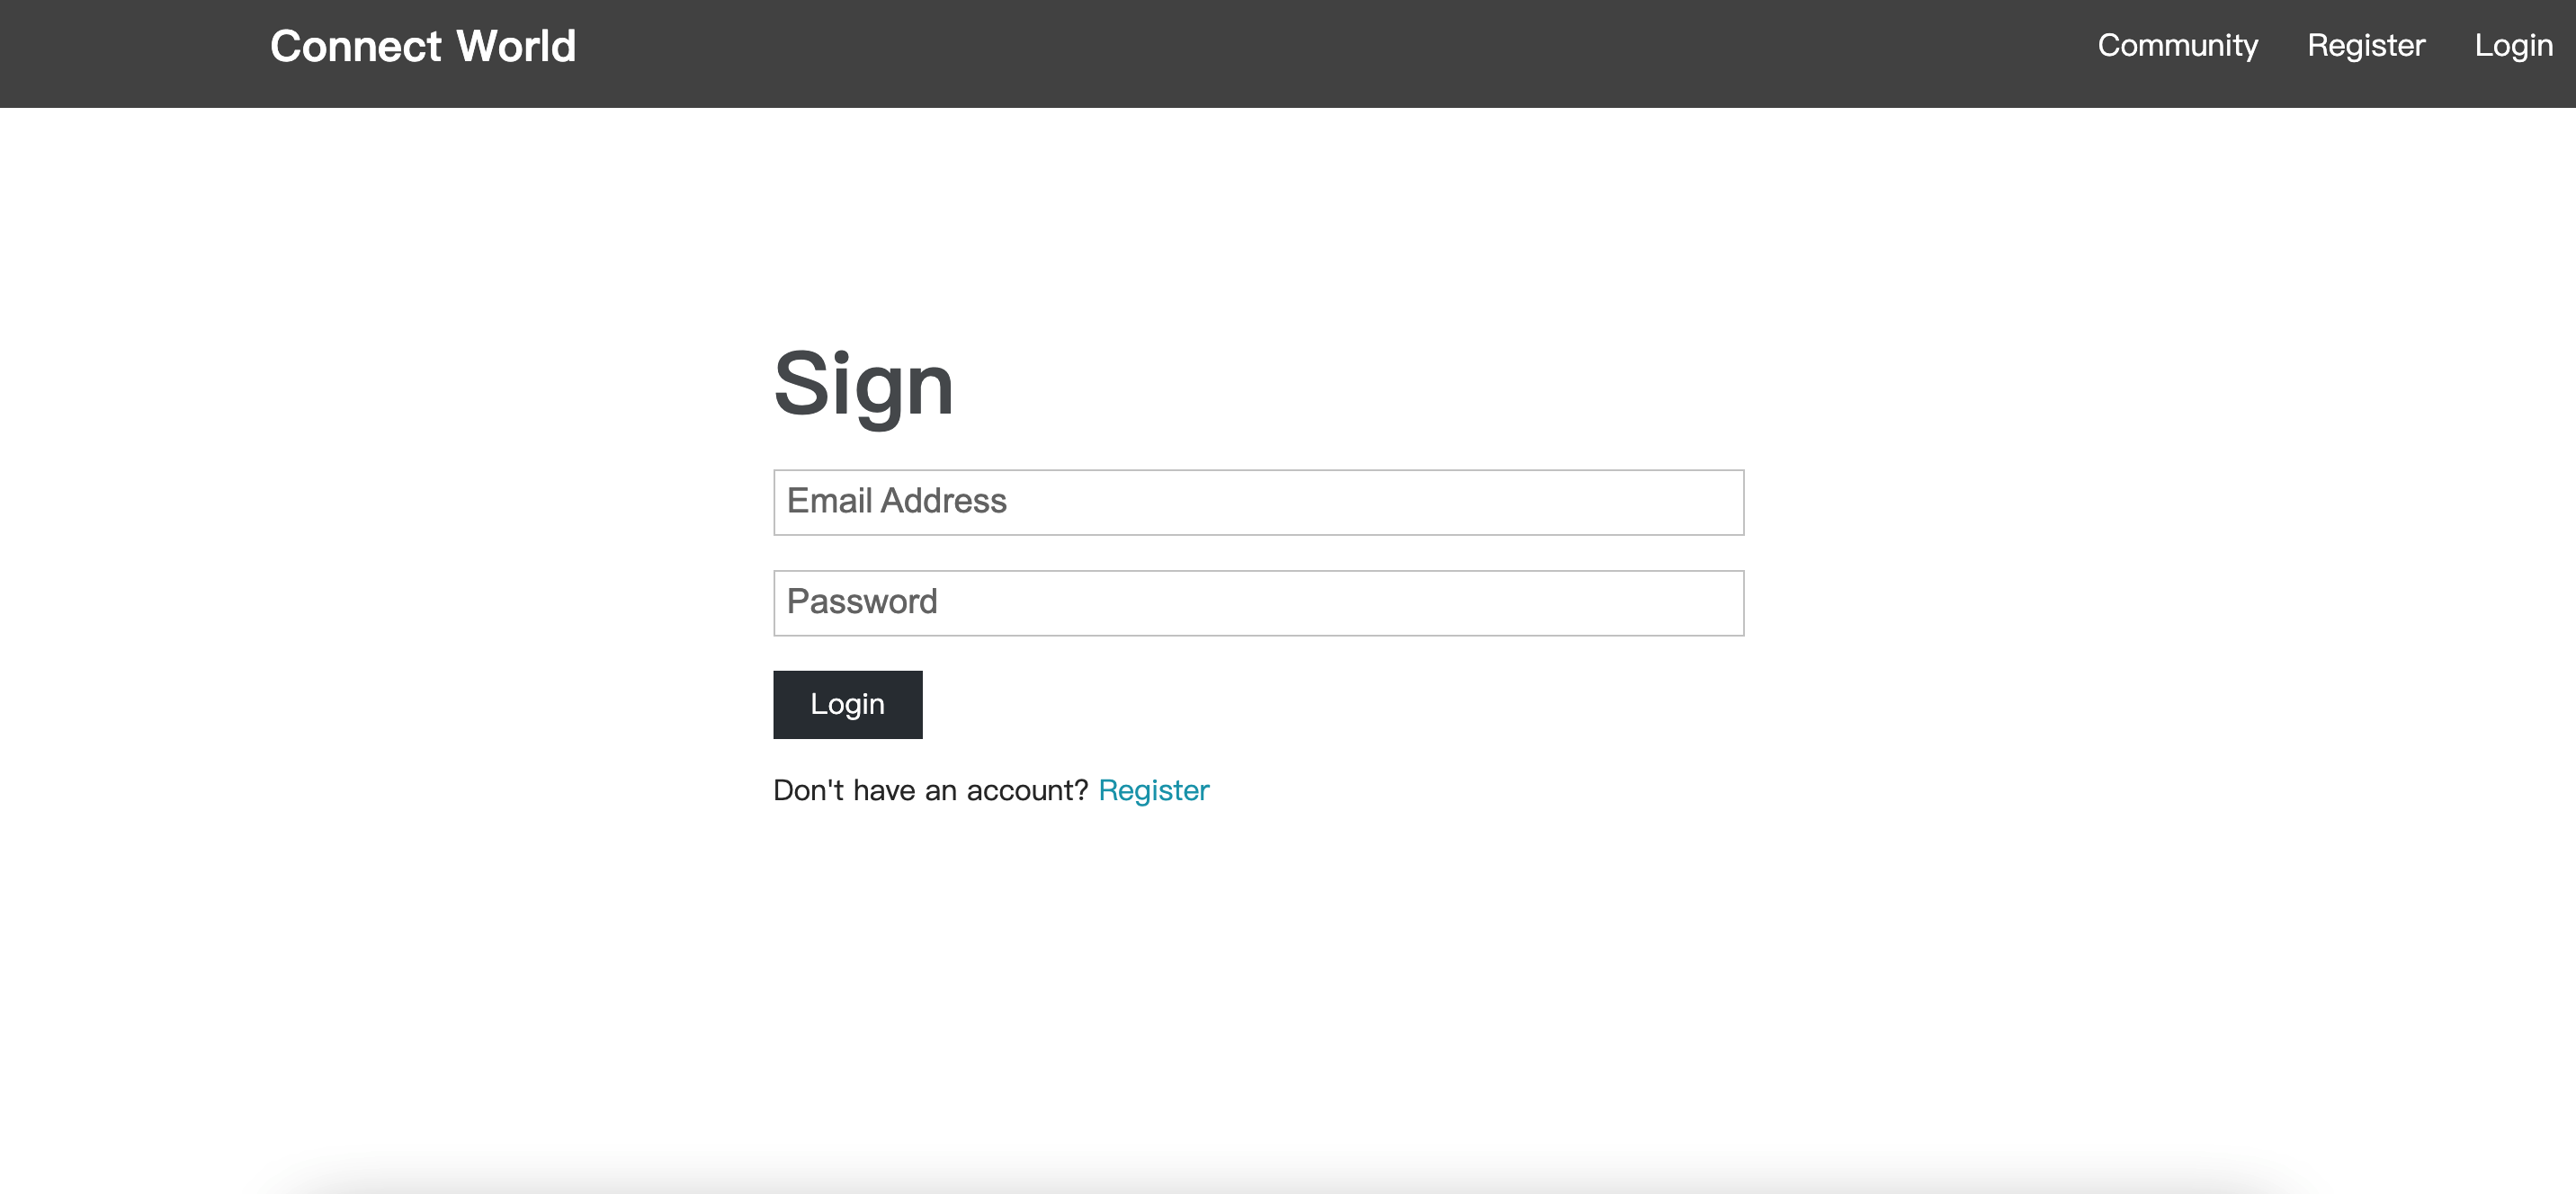 Connect World Community Register Login
Sign
Email Address
Password
Login
Don't have an account? Register